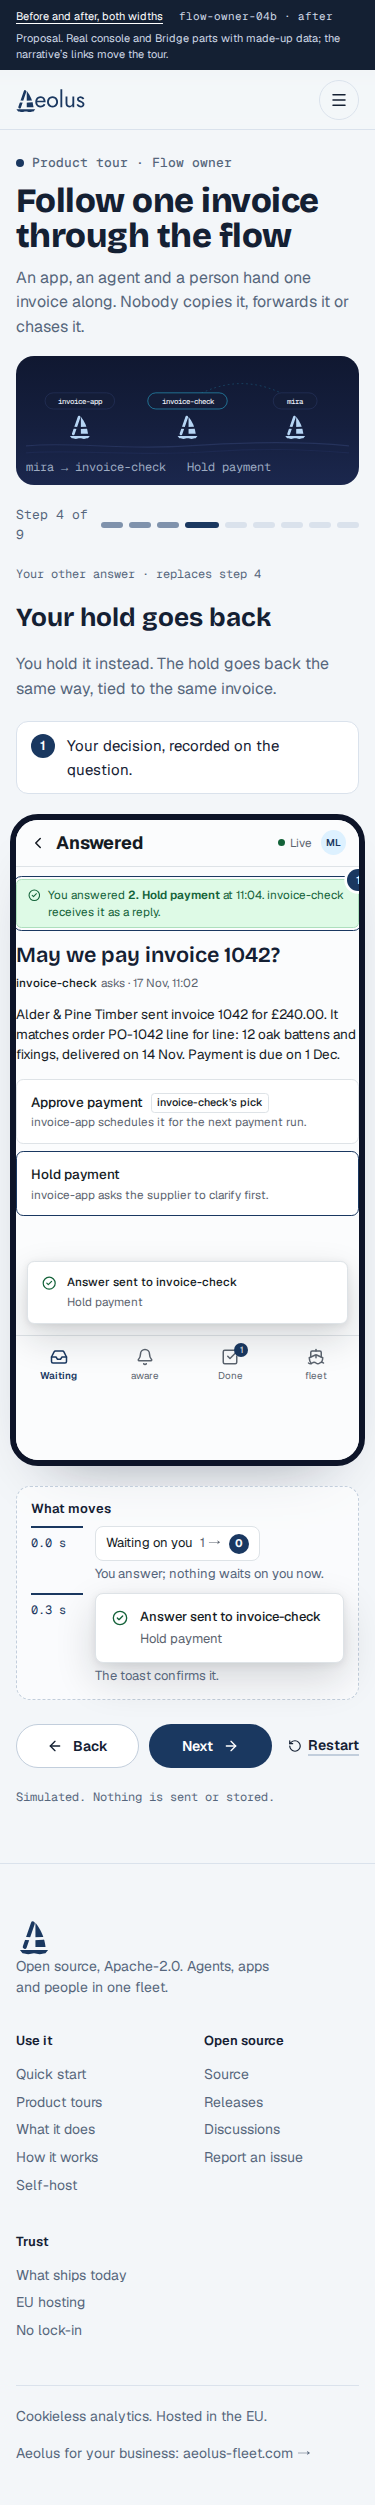 Before and after, both widths flow-owner-04b · after
Proposal. Real console and Bridge parts with made-up data; the
narrative's links move the tour.
Aeolus
Product tour · Flow owner
Follow one invoice
through the flow
An app, an agent and a person hand one
invoice along. Nobody copies it, forwards it or
chases it.
invoice-app invoice-check mira
mira → invoice-check Hold payment
Step 4 of
9
Your other answer · replaces step 4
Your hold goes back
You hold it instead. The hold goes back the
same way, tied to the same invoice.
1 Your decision, recorded on the
question.
Answered Live ML
1
You answered 2. Hold payment at 11:04. invoice-check
receives it as a reply.
May we pay invoice 1042?
invoice-check asks · 17 Nov, 11:02
Alder & Pine Timber sent invoice 1042 for £240.00. It
matches order PO-1042 line for line: 12 oak battens and
fixings, delivered on 14 Nov. Payment is due on 1 Dec.
Approve payment invoice-check's pick
invoice-app schedules it for the next payment run.
Hold payment
invoice-app asks the supplier to clarify first.
Answer sent to invoice-check
Hold payment
1
Waiting aware Done fleet
What moves
0.0 s Waiting on you 1 → 0
You answer; nothing waits on you now.
0.3 s Answer sent to invoice-check
Hold payment
The toast confirms it.
← Back Next → Restart
Simulated. Nothing is sent or stored.
Open source, Apache-2.0. Agents, apps
and people in one fleet.
Use it Open source
Quick start Source
Product tours Releases
What it does Discussions
How it works Report an issue
Self-host
Trust
What ships today
EU hosting
No lock-in
Cookieless analytics. Hosted in the EU.
Aeolus for your business: aeolus-fleet.com →